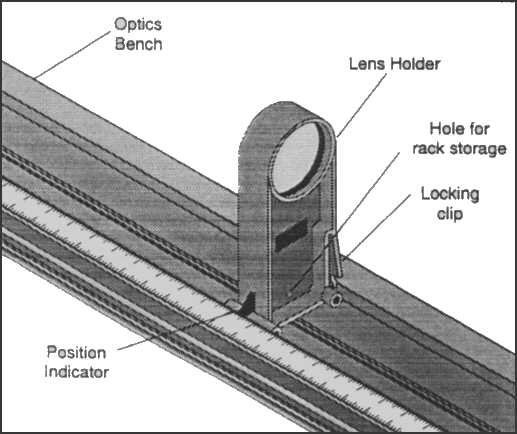 Optics
Bench
Lens Holder
Hole for
rack storage
Locking
clip
Position
Indicator